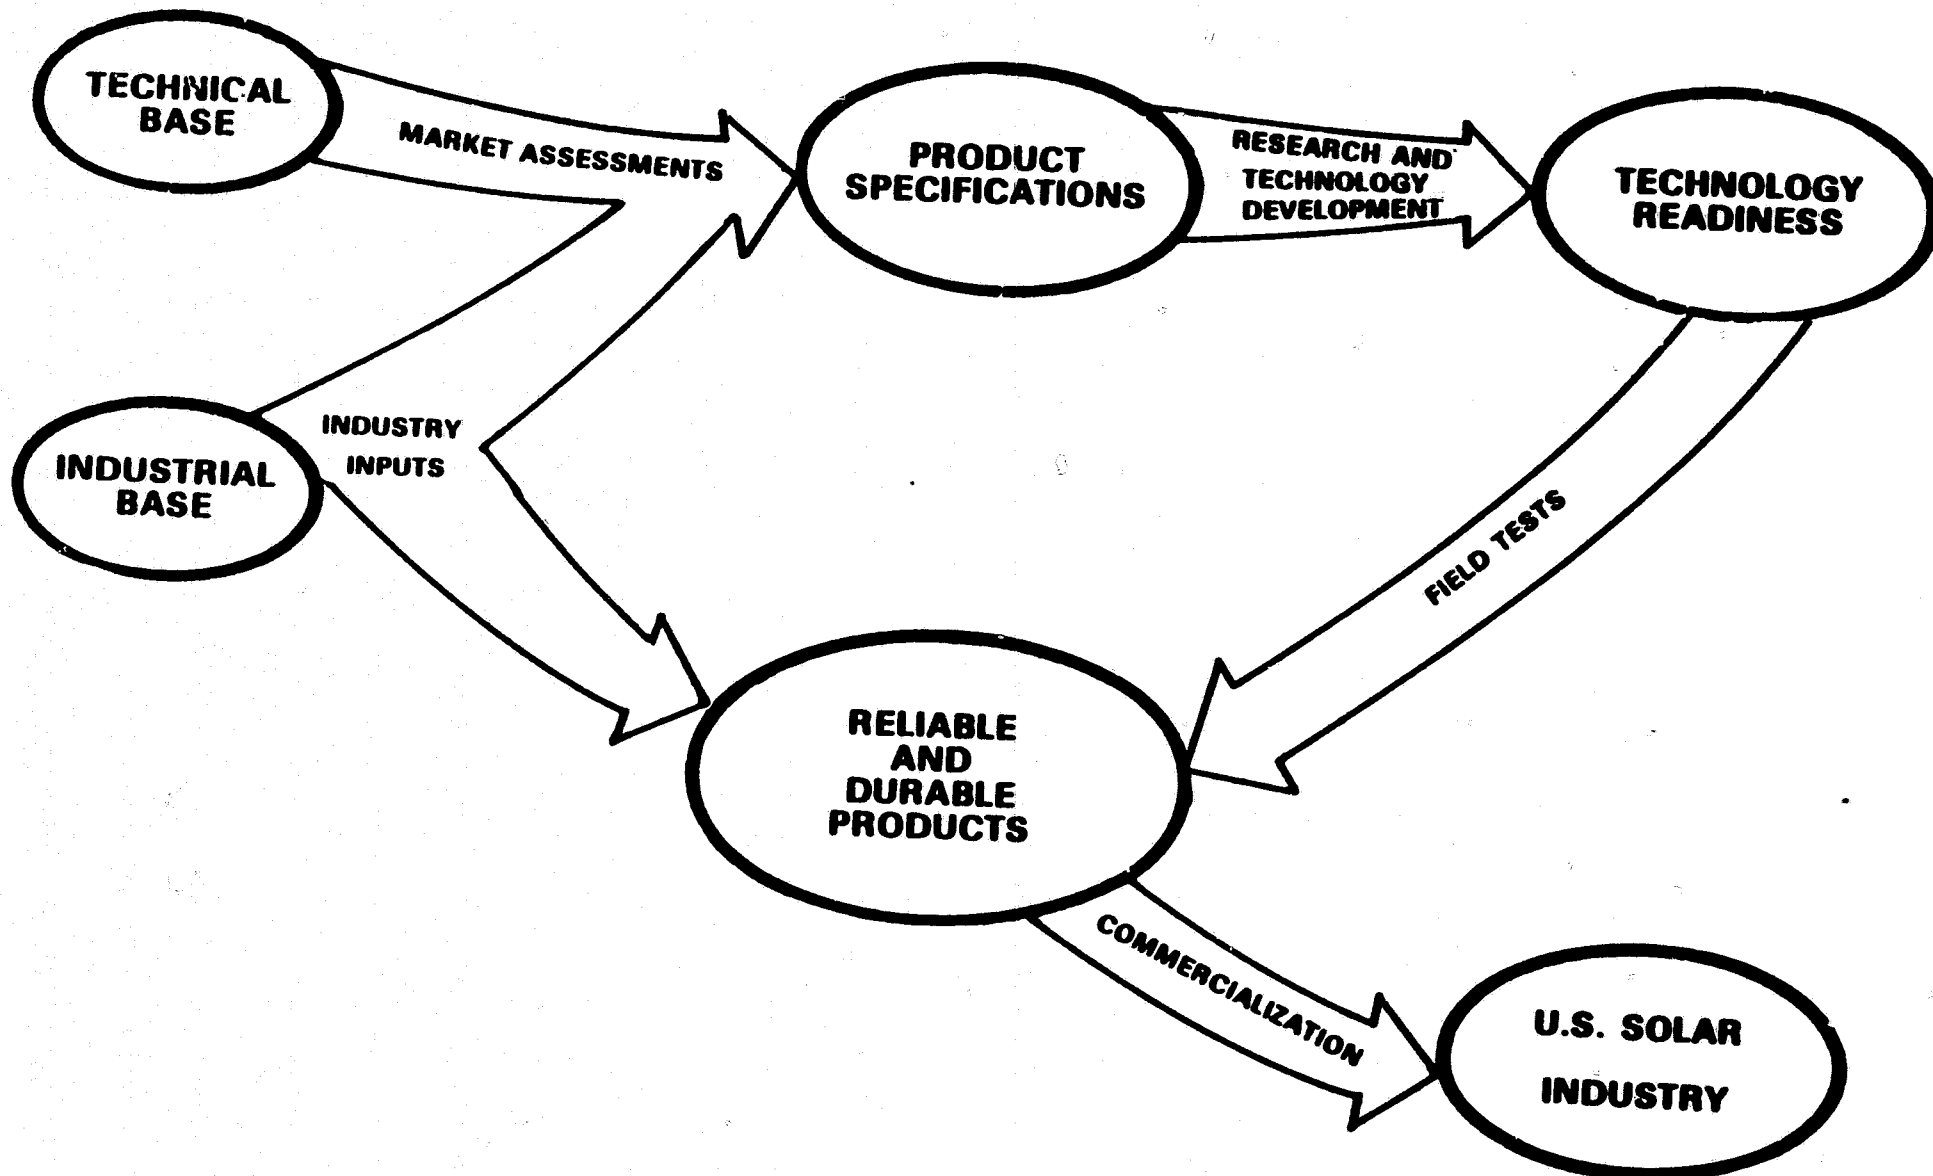 TECHNICAL
BASE
MARKET ASSESSMENTS
PRODUCT
SPECIFICATIONS
RESEARCH AND
TECHNOLOGY
DEVELOPMENT
TECHNOLOGY
READINESS
INDUSTRIAL
BASE
INDUSTRY
INPUTS
FIELD TESTS
RELIABLE
AND
DURABLE
PRODUCTS
COMMERCIALIZATION
U.S. SOLAR
INDUSTRY